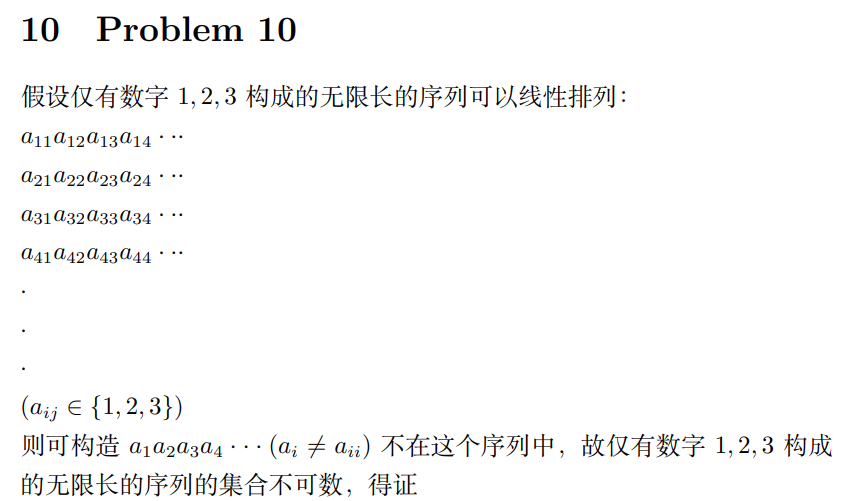 10 Problem 10
假设仅有数字 1, 2, 3 构成的无限长的序列可以线性排列：
a₁₁a₁₂a₁₃a₁₄ · · ·
a₂₁a₂₂a₂₃a₂₄ · · ·
a₃₁a₃₂a₃₃a₃₄ · · ·
a₄₁a₄₂a₄₃a₄₄ · · ·
.
.
.
(aᵢⱼ ∈ {1, 2, 3})
则可构造 a₁a₂a₃a₄ · · · (aᵢ ≠ aᵢᵢ) 不在这个序列中，故仅有数字 1, 2, 3 构成
的无限长的序列的集合不可数，得证